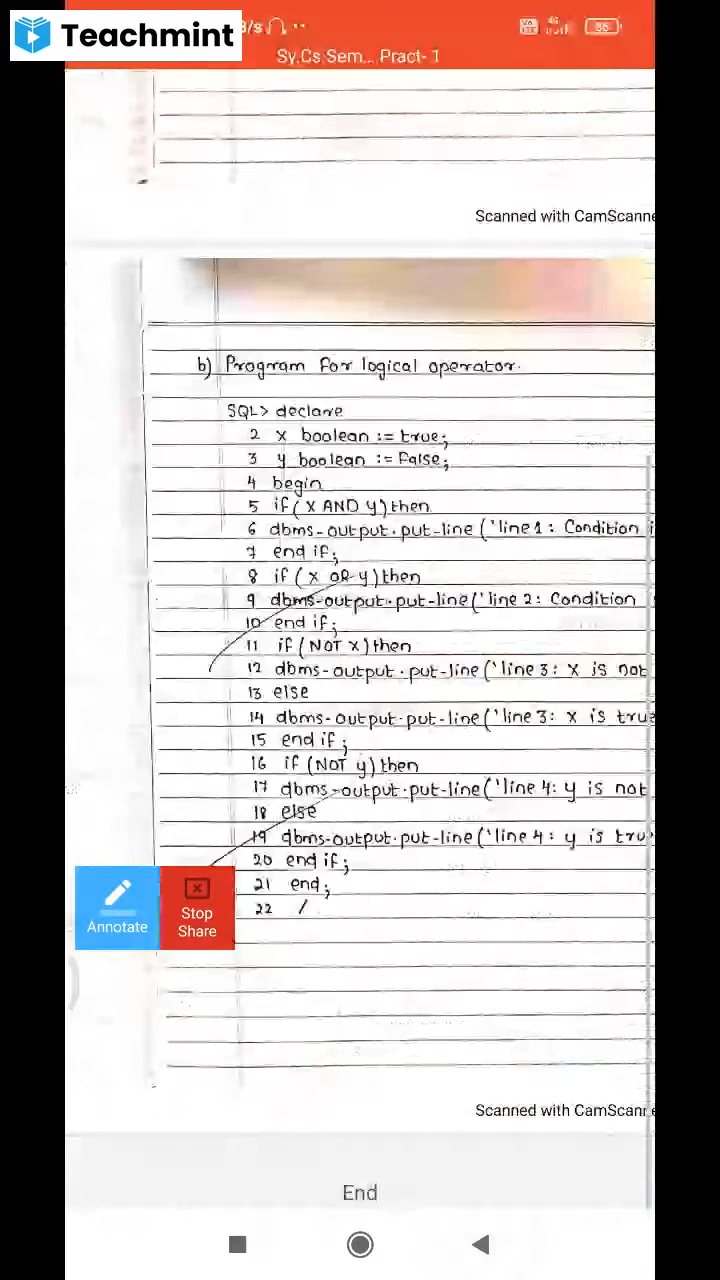 Teachmint
Sy.Cs.Sem... Pract- 1
Scanned with CamScanne
b) Program for logical operator.
SQL> declare
2 x boolean := true;
3 y boolean := False;
4 begin
5 if( x AND y)then
6 dbms-output.put-line('line 1: Condition i
7 end if;
8 if (x OR y)then
9 dbms-output.put-line('line 2: Condition
10 end if;
11 if (NOT x)then
12 dbms-output.put-line('line 3: x is not
13 else
14 dbms-output.put-line('line 3: x is true
15 end if;
16 if (NOT y)then
17 dbms-output.put-line('line 4: y is not
18 else
19 dbms-output.put-line('line 4: y is tru
20 end if;
21 end;
22 /
Annotate
Stop
Share
Scanned with CamScanne
End